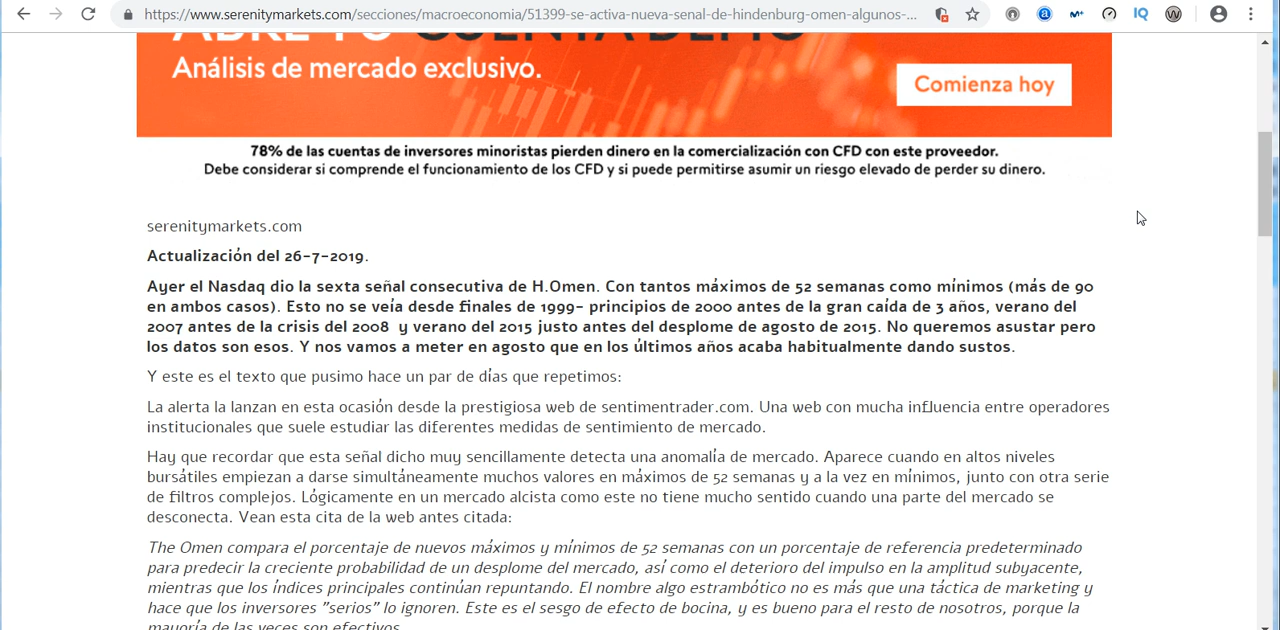 https://www.serenitymarkets.com/secciones/macroeconomia/51399-se-activa-nueva-senal-de-hindenburg-omen-algunos-...
ABRE TU CUENTA DEMO
Análisis de mercado exclusivo.
Comienza hoy
78% de las cuentas de inversores minoristas pierden dinero en la comercialización con CFD con este proveedor.
Debe considerar si comprende el funcionamiento de los CFD y si puede permitirse asumir un riesgo elevado de perder su dinero.
serenitymarkets.com
Actualización del 26-7-2019.
Ayer el Nasdaq dio la sexta señal consecutiva de H.Omen. Con tantos máximos de 52 semanas como mínimos (más de 90
en ambos casos). Esto no se veía desde finales de 1999- principios de 2000 antes de la gran caída de 3 años, verano del
2007 antes de la crisis del 2008 y verano del 2015 justo antes del desplome de agosto de 2015. No queremos asustar pero
los datos son esos. Y nos vamos a meter en agosto que en los últimos años acaba habitualmente dando sustos.
Y este es el texto que pusimo hace un par de días que repetimos:
La alerta la lanzan en esta ocasión desde la prestigiosa web de sentimentrader.com. Una web con mucha influencia entre operadores
institucionales que suele estudiar las diferentes medidas de sentimiento de mercado.
Hay que recordar que esta señal dicho muy sencillamente detecta una anomalía de mercado. Aparece cuando en altos niveles
bursátiles empiezan a darse simultáneamente muchos valores en máximos de 52 semanas y a la vez en mínimos, junto con otra serie
de filtros complejos. Lógicamente en un mercado alcista como este no tiene mucho sentido cuando una parte del mercado se
desconecta. Vean esta cita de la web antes citada:
The Omen compara el porcentaje de nuevos máximos y mínimos de 52 semanas con un porcentaje de referencia predeterminado
para predecir la creciente probabilidad de un desplome del mercado, así como el deterioro del impulso en la amplitud subyacente,
mientras que los índices principales continúan repuntando. El nombre algo estrambótico no es más que una táctica de marketing y
hace que los inversores "serios" lo ignoren. Este es el sesgo de efecto de bocina, y es bueno para el resto de nosotros, porque la
mayoría de las veces son efectivos